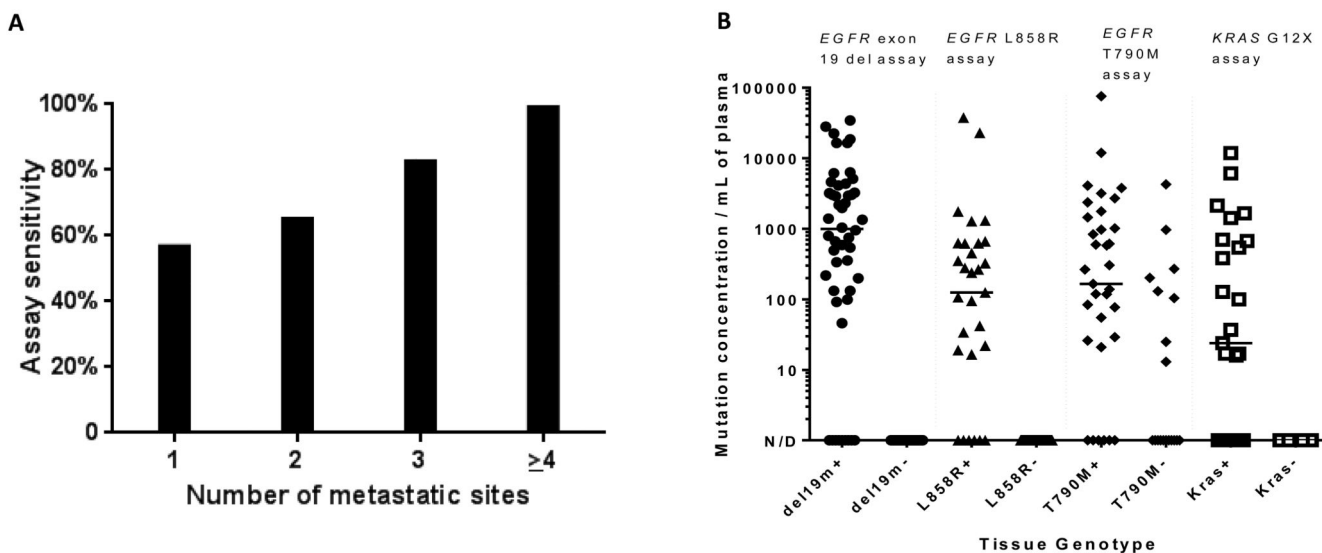 A
Assay sensitivity
100%
80%
60%
40%
20%
0
1 2 3 ≥4
Number of metastatic sites
B
EGFR exon
19 del assay
EGFR L858R
assay
EGFR
T790M
assay
KRAS G12X
assay
Mutation concentration / mL of plasma
100000
10000
1000
100
10
N/D
del19m+ del19m- L858R+ L858R- T790M+ T790M- Kras+ Kras-
Tissue Genotype